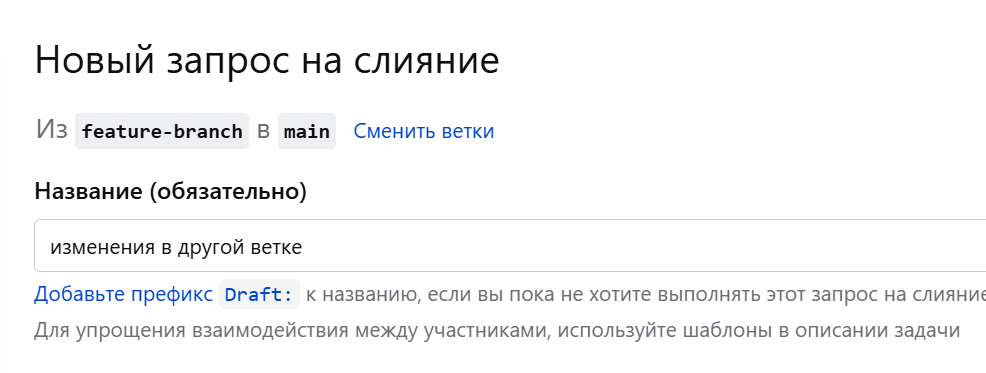 Новый запрос на слияние
Из feature-branch в main Сменить ветки
Название (обязательно)
изменения в другой ветке
Добавьте префикс Draft: к названию, если вы пока не хотите выполнять этот запрос на слияние
Для упрощения взаимодействия между участниками, используйте шаблоны в описании задачи